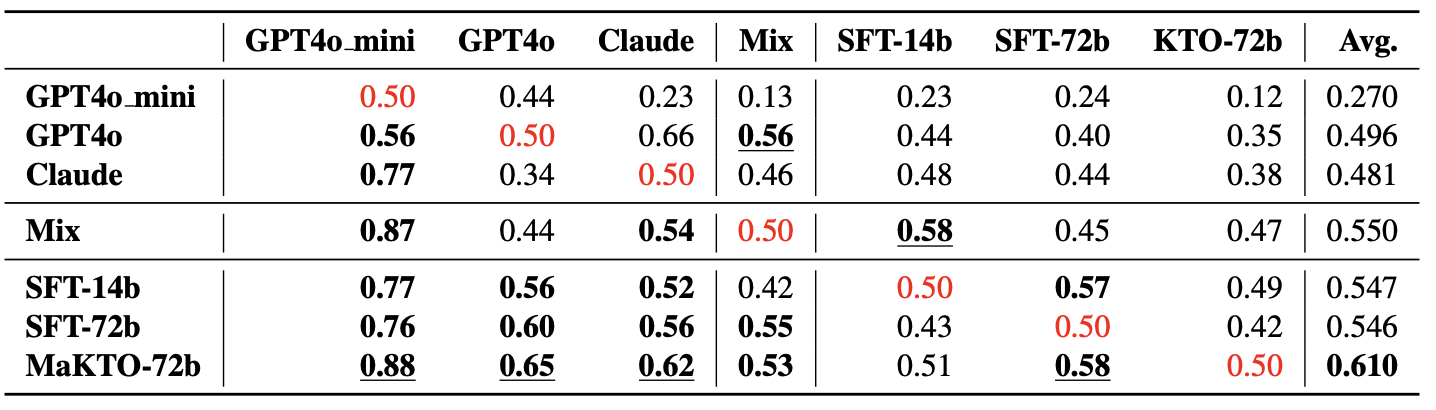 GPT4o_mini GPT4o Claude Mix SFT-14b SFT-72b KTO-72b Avg.
GPT4o_mini 0.50 0.44 0.23 0.13 0.23 0.24 0.12 0.270
GPT4o 0.56 0.50 0.66 0.56 0.44 0.40 0.35 0.496
Claude 0.77 0.34 0.50 0.46 0.48 0.44 0.38 0.481
Mix 0.87 0.44 0.54 0.50 0.58 0.45 0.47 0.550
SFT-14b 0.77 0.56 0.52 0.42 0.50 0.57 0.49 0.547
SFT-72b 0.76 0.60 0.56 0.55 0.43 0.50 0.42 0.546
MaKTO-72b 0.88 0.65 0.62 0.53 0.51 0.58 0.50 0.610